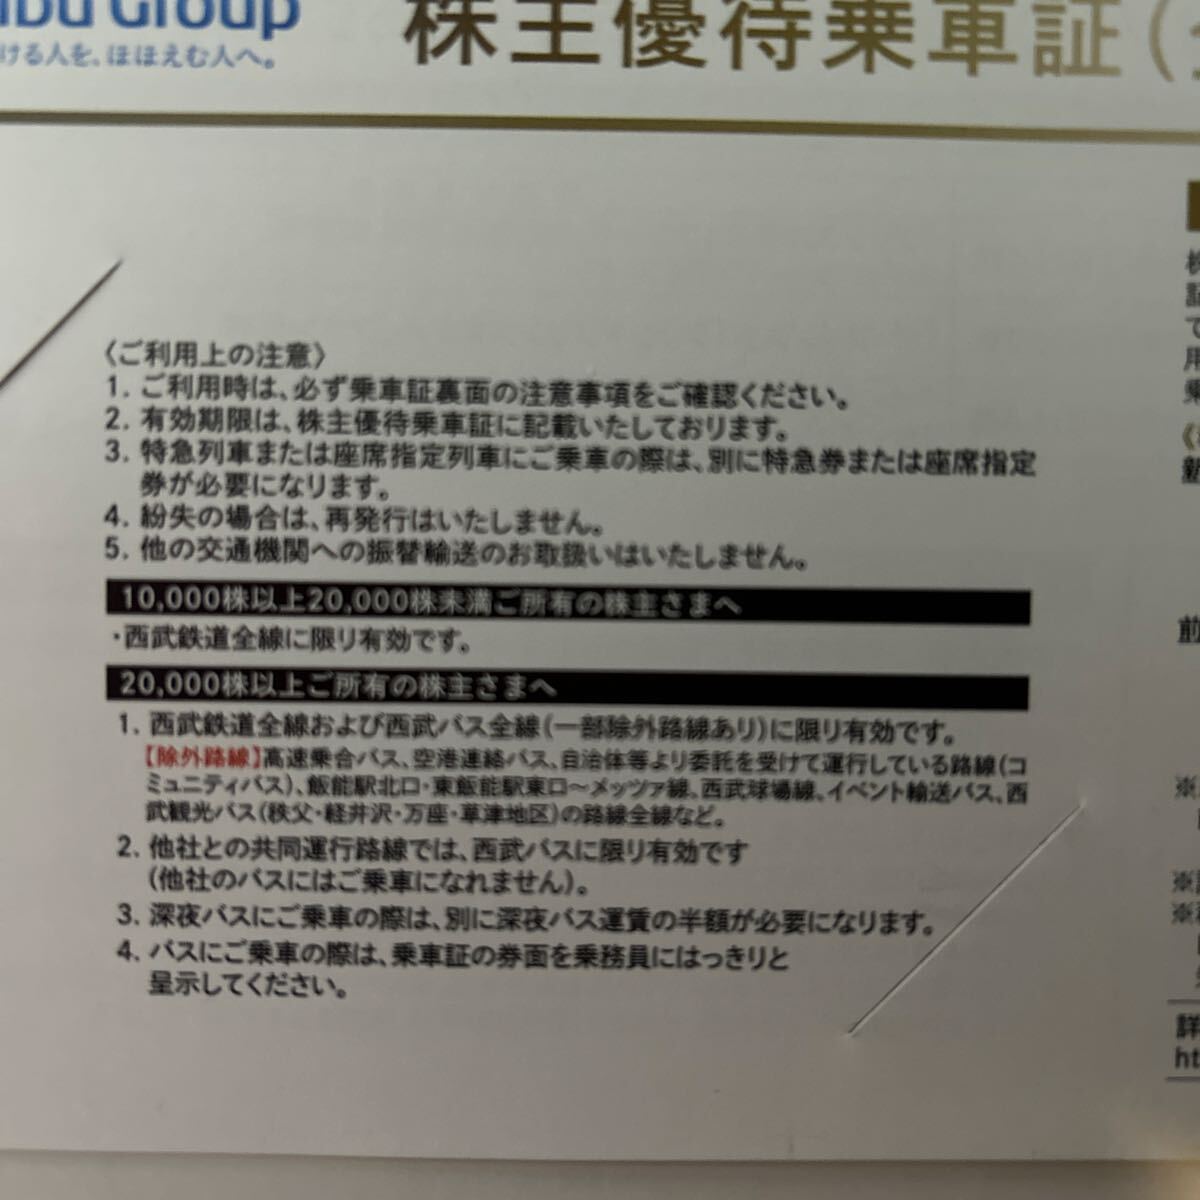 Group
株主優待乗車証(
ける人を、ほほえむ人へ。
〈ご利用上の注意〉
1. ご利用時は、必ず乗車証裏面の注意事項をご確認ください。
2. 有効期限は、株主優待乗車証に記載いたしております。
3. 特急列車または座席指定列車にご乗車の際は、別に特急券または座席指定
券が必要になります。
4. 紛失の場合は、再発行はいたしません。
5. 他の交通機関への振替輸送のお取扱いはいたしません。
10,000株以上20,000株未満ご所有の株主さまへ
・西武鉄道全線に限り有効です。
20,000株以上ご所有の株主さまへ
1. 西武鉄道全線および西武バス全線(一部除外路線あり)に限り有効です。
【除外路線】高速乗合バス、空港連絡バス、自治体等より委託を受けて運行している路線(コ
ミュニティバス)、飯能駅北口・東飯能駅東口〜メッツァ線、西武球場線、イベント輸送バス、西
武観光バス(秩父・軽井沢・万座・草津地区)の路線全線など。
2. 他社との共同運行路線では、西武バスに限り有効です
(他社のバスにはご乗車になれません)。
3. 深夜バスにご乗車の際は、別に深夜バス運賃の半額が必要になります。
4. バスにご乗車の際は、乗車証の券面を乗務員にはっきりと
呈示してください。
で
用
前
※
※
※
詳
ht